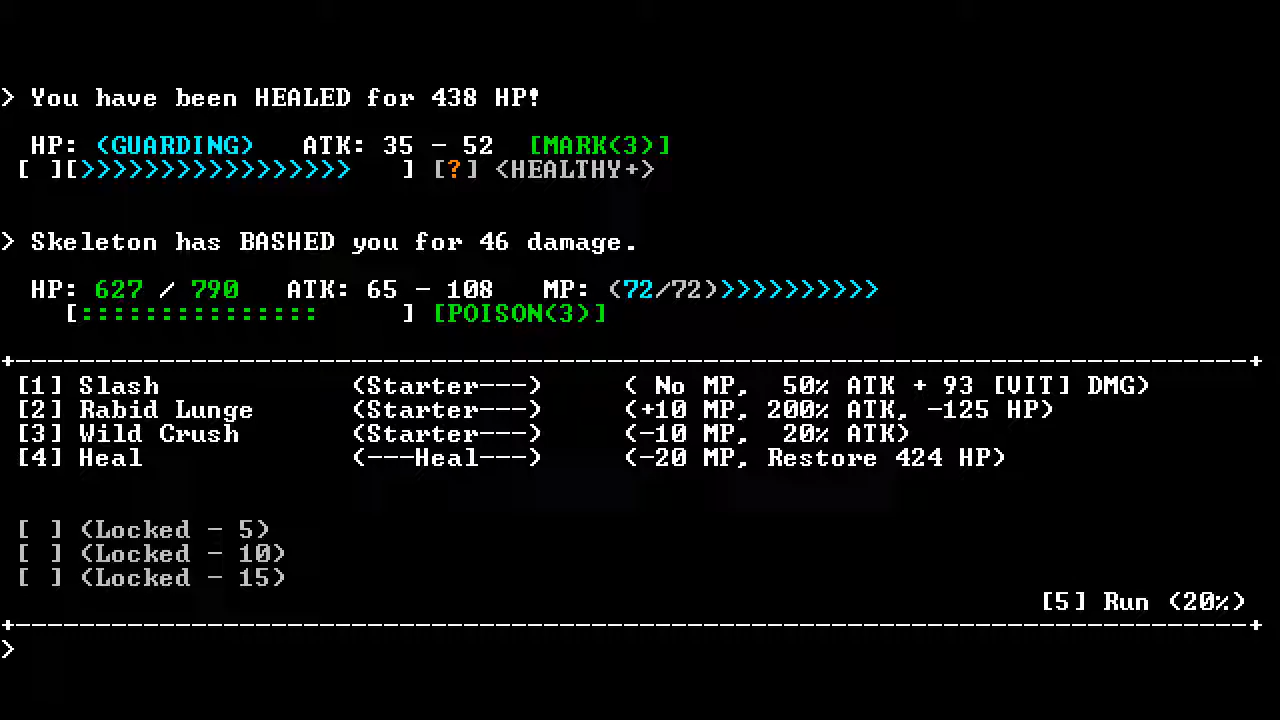 > You have been HEALED for 438 HP!
HP: (GUARDING) ATK: 35 - 52 [MARK(3)]
[ ][>>>>>>>>>>>>>>>>> ] [?] <HEALTHY+>
> Skeleton has BASHED you for 46 damage.
HP: 627 / 790 ATK: 65 - 108 MP: (72/72)>>>>>>>>>>
[::::::::::::::: ] [POISON(3)]
+------------------------------------------------------------------------------+
[1] Slash (Starter---) ( No MP, 50% ATK + 93 [VIT] DMG)
[2] Rabid Lunge (Starter---) (+10 MP, 200% ATK, -125 HP)
[3] Wild Crush (Starter---) (-10 MP, 20% ATK)
[4] Heal (---Heal---) (-20 MP, Restore 424 HP)
[ ] (Locked - 5)
[ ] (Locked - 10)
[ ] (Locked - 15)
[5] Run (20%)
+------------------------------------------------------------------------------+
>